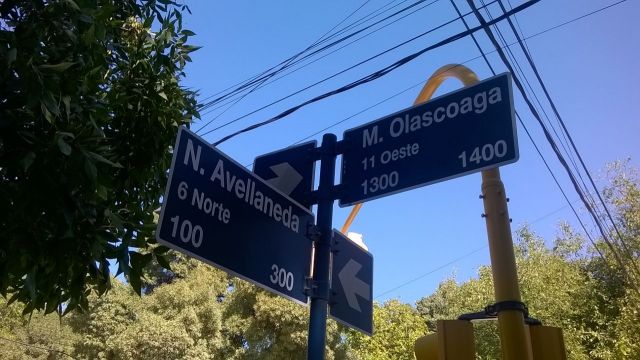 N. Avellaneda
6 Norte
100 300
M. Olascoaga
11 Oeste
1300 1400